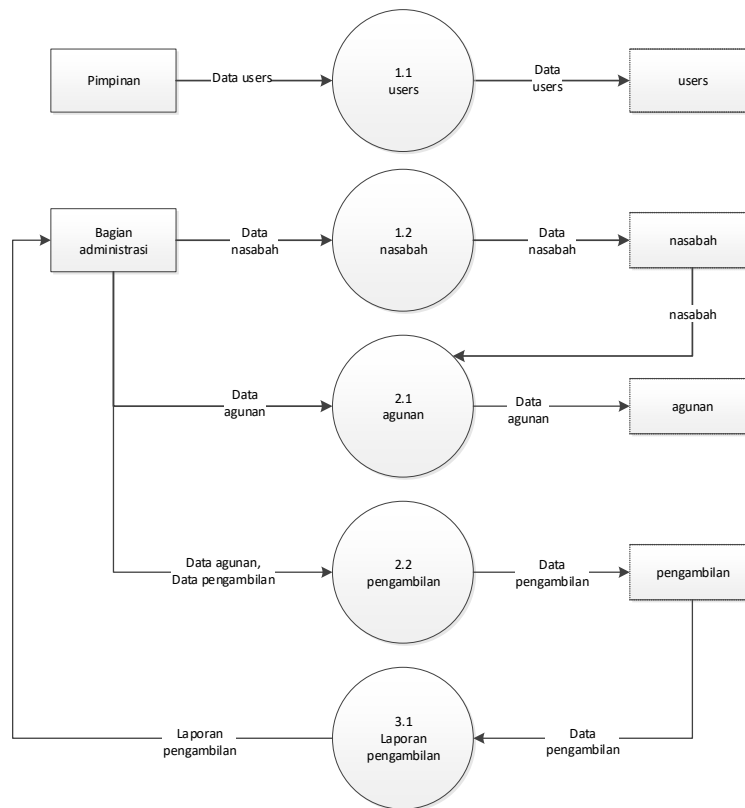 Pimpinan
Data users
1.1
users
Data
users
users
Bagian
administrasi
Data
nasabah
1.2
nasabah
Data
nasabah
nasabah
nasabah
Data
agunan
2.1
agunan
Data
agunan
agunan
Data agunan,
Data pengambilan
2.2
pengambilan
Data
pengambilan
pengambilan
Laporan
pengambilan
3.1
Laporan
pengambilan
Data
pengambilan